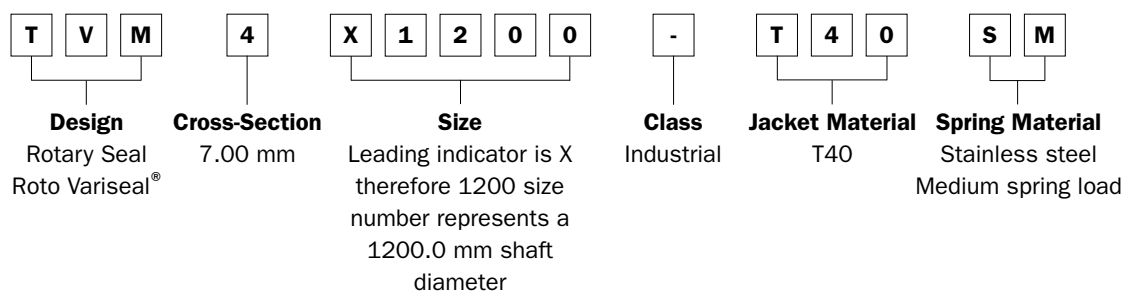 T V M 4 X 1 2 0 0 - T 4 0 S M
Design Cross-Section Size Class Jacket Material Spring Material
Rotary Seal 7.00 mm Leading indicator is X Industrial T40 Stainless steel
Roto Variseal® therefore 1200 size Medium spring load
number represents a
1200.0 mm shaft
diameter